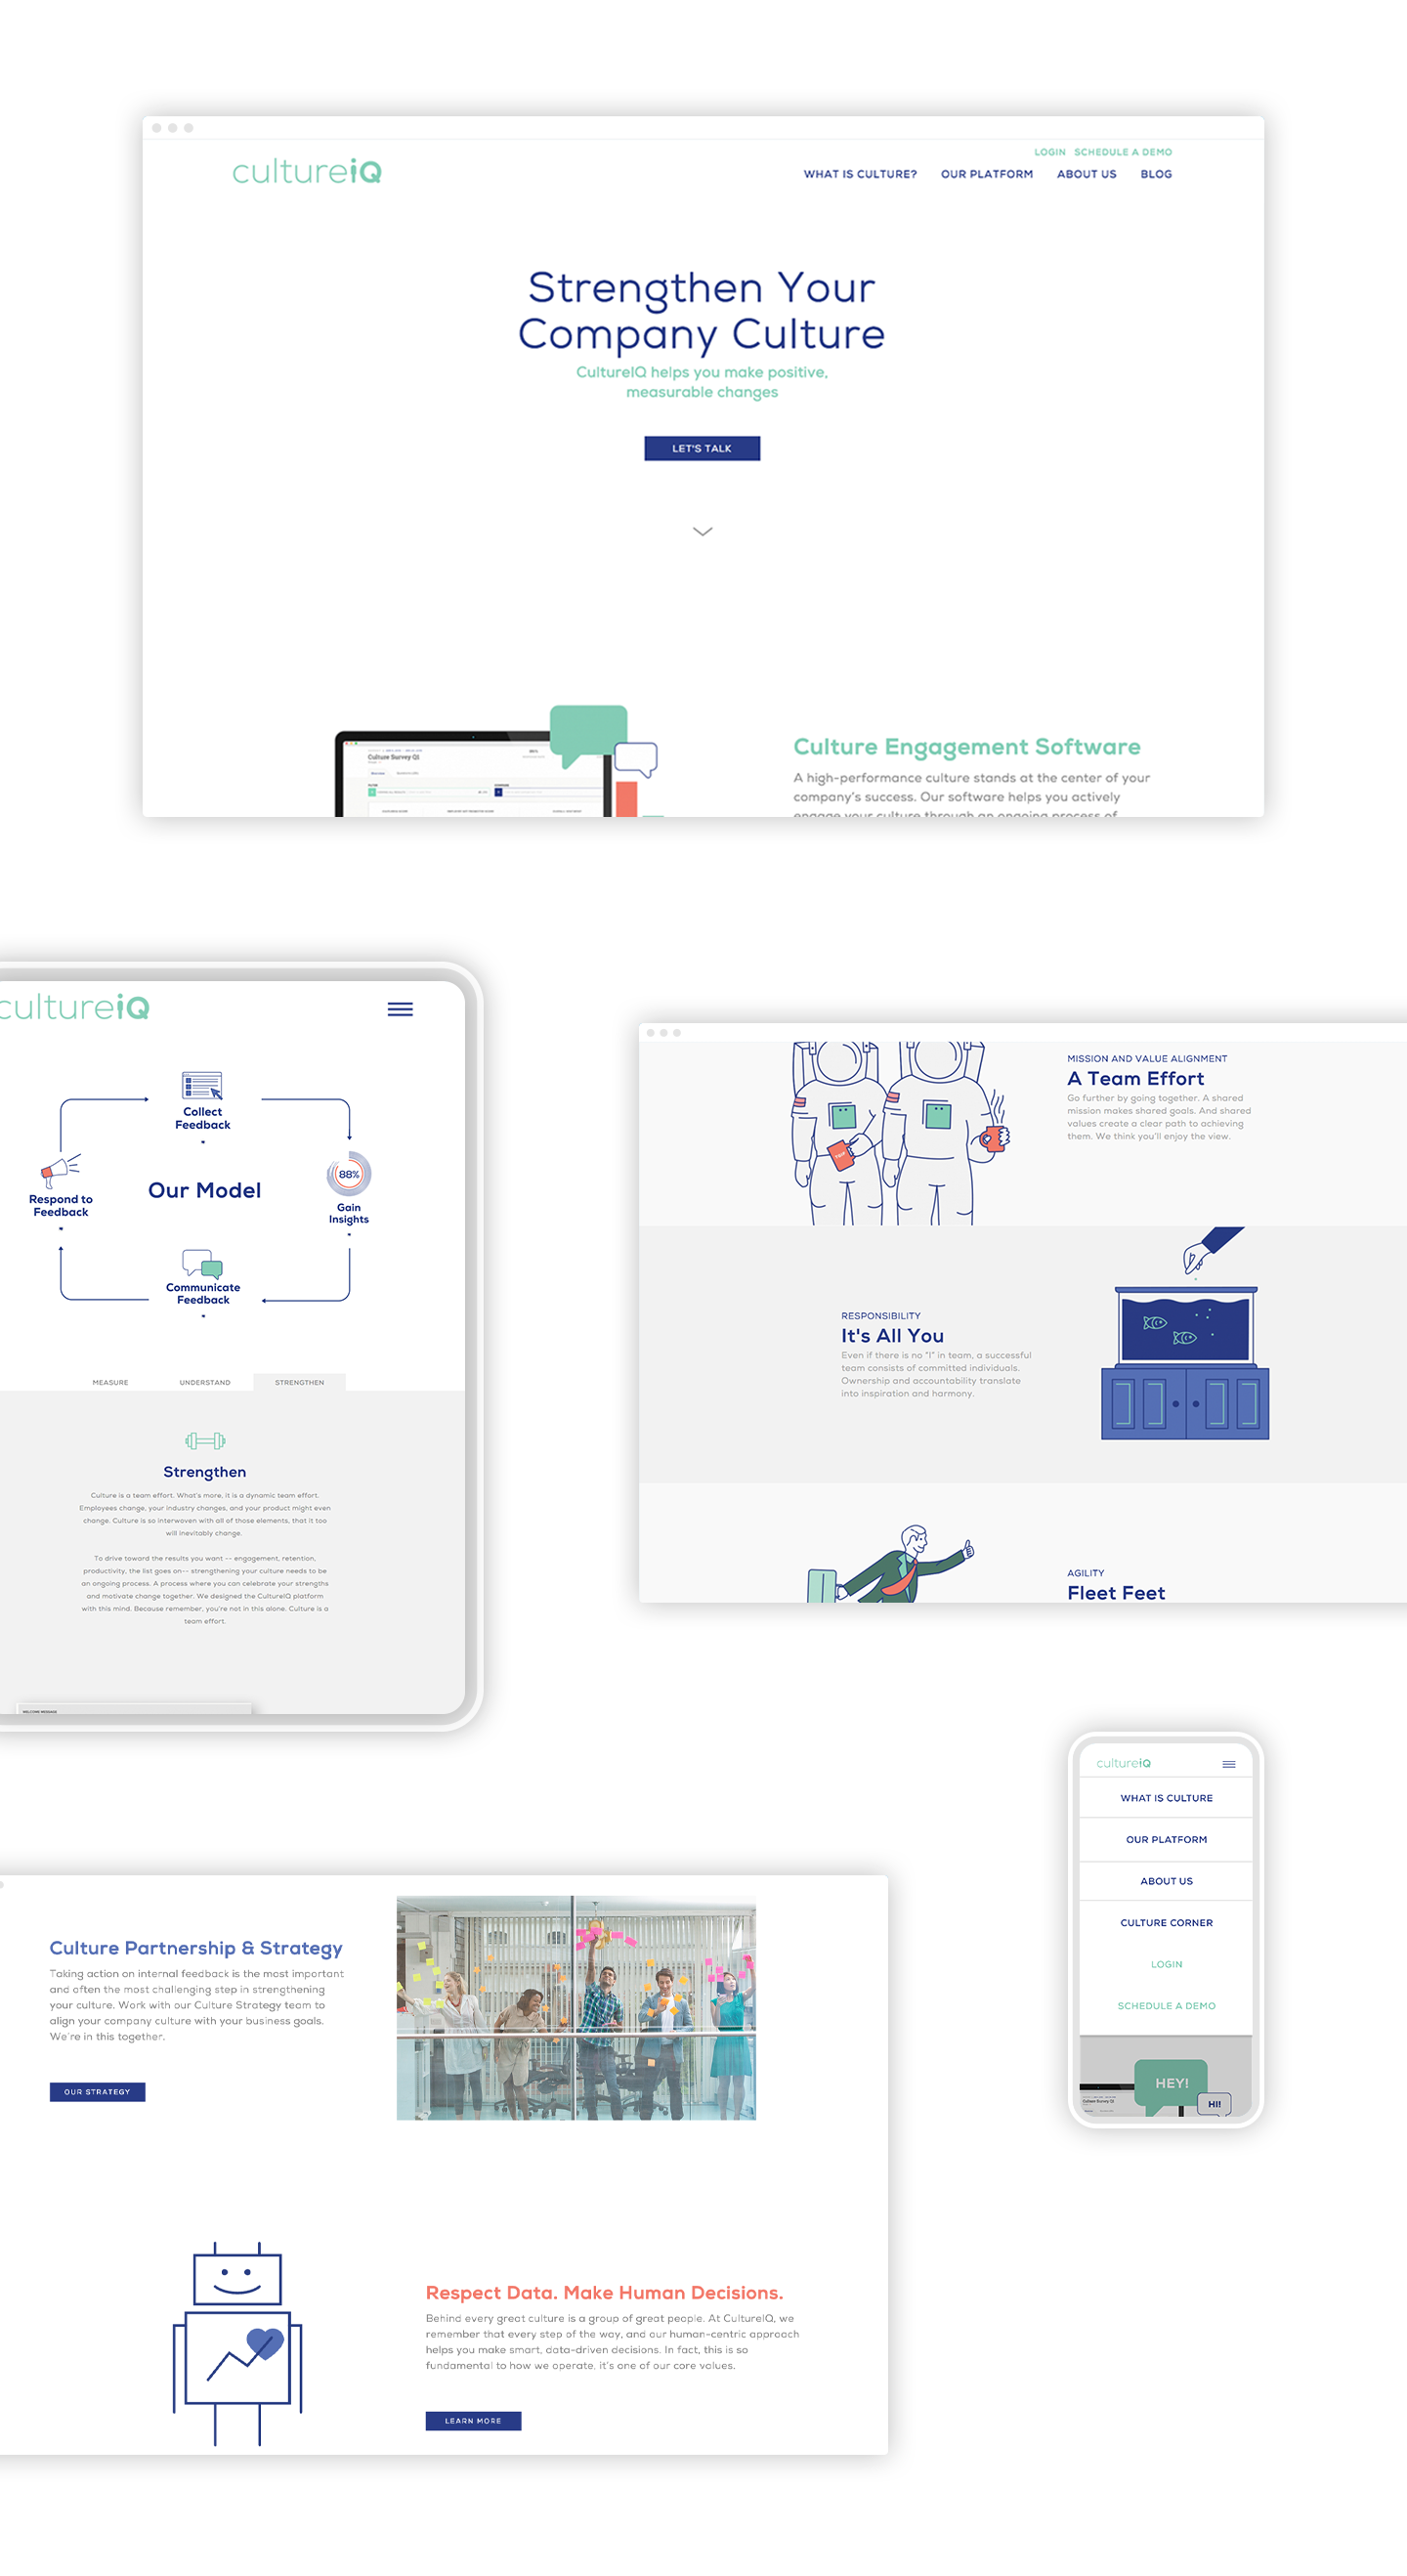 cultureiQ
LOGIN SCHEDULE A DEMO
WHAT IS CULTURE? OUR PLATFORM ABOUT US BLOG
Strengthen Your
Company Culture
CultureIQ helps you make positive,
measurable changes
LET'S TALK
Culture Survey Q1
Culture Engagement Software
A high-performance culture stands at the center of your
company's success. Our software helps you actively
engage your culture through an ongoing process of
cultureiQ
Collect
Feedback
88%
Gain
Insights
Our Model
Respond to
Feedback
Communicate
Feedback
MEASURE UNDERSTAND STRENGTHEN
Strengthen
Culture is a team effort. What's more, it is a dynamic team effort.
Employees change, your industry changes, and your product might even
change. Culture is so interwoven with all of those elements, that it too
will inevitably change.
To drive toward the results you want -- engagement, retention,
productivity, the list goes on-- strengthening your culture needs to be
an ongoing process. A process where you can celebrate your strengths
and motivate change together. We designed the CultureIQ platform
with this mind. Because remember, you're not in this alone. Culture is a
team effort.
WELCOME MESSAGE
MISSION AND VALUE ALIGNMENT
A Team Effort
Go further by going together. A shared
mission makes shared goals. And shared
values create a clear path to achieving
them. We think you'll enjoy the view.
RESPONSIBILITY
It's All You
Even if there is no "I" in team, a successful
team consists of committed individuals.
Ownership and accountability translate
into inspiration and harmony.
AGILITY
Fleet Feet
cultureiQ
WHAT IS CULTURE
OUR PLATFORM
ABOUT US
CULTURE CORNER
LOGIN
SCHEDULE A DEMO
HEY!
HI!
Culture Survey Q1
Culture Partnership & Strategy
Taking action on internal feedback is the most important
and often the most challenging step in strengthening
your culture. Work with our Culture Strategy team to
align your company culture with your business goals.
We're in this together.
OUR STRATEGY
Respect Data. Make Human Decisions.
Behind every great culture is a group of great people. At CultureIQ, we
remember that every step of the way, and our human-centric approach
helps you make smart, data-driven decisions. In fact, this is so
fundamental to how we operate, it's one of our core values.
LEARN MORE